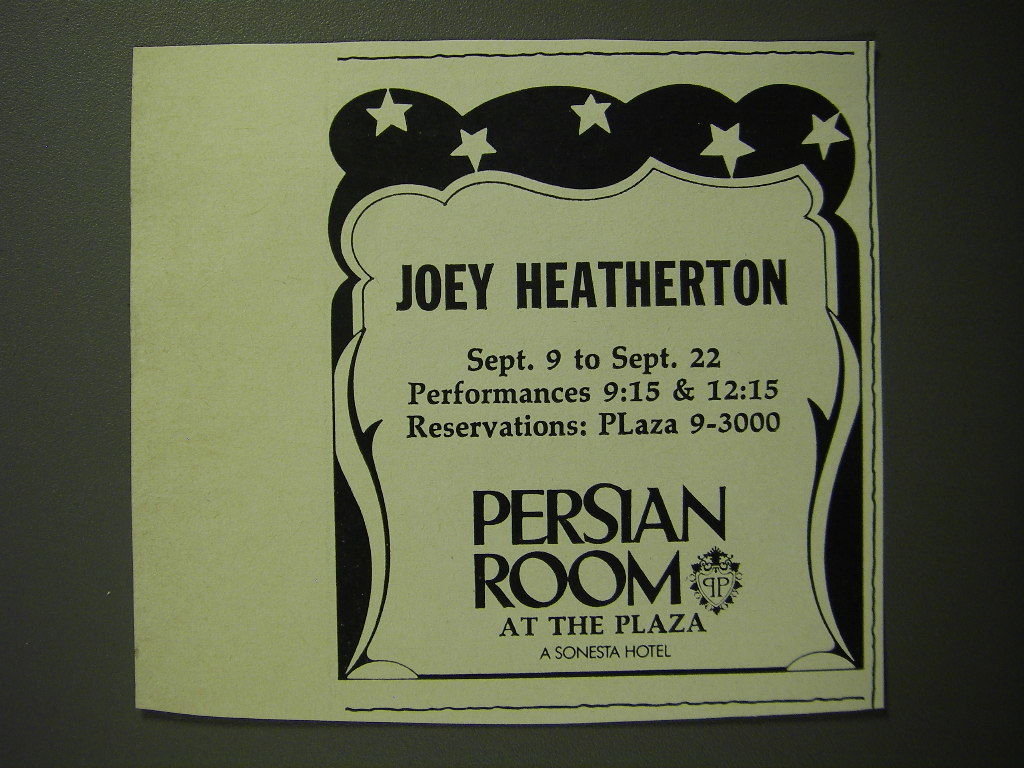 JOEY HEATHERTON
Sept. 9 to Sept. 22
Performances 9:15 & 12:15
Reservations: PLaza 9-3000
PERSIAN
ROOM
PP
AT THE PLAZA
A SONESTA HOTEL